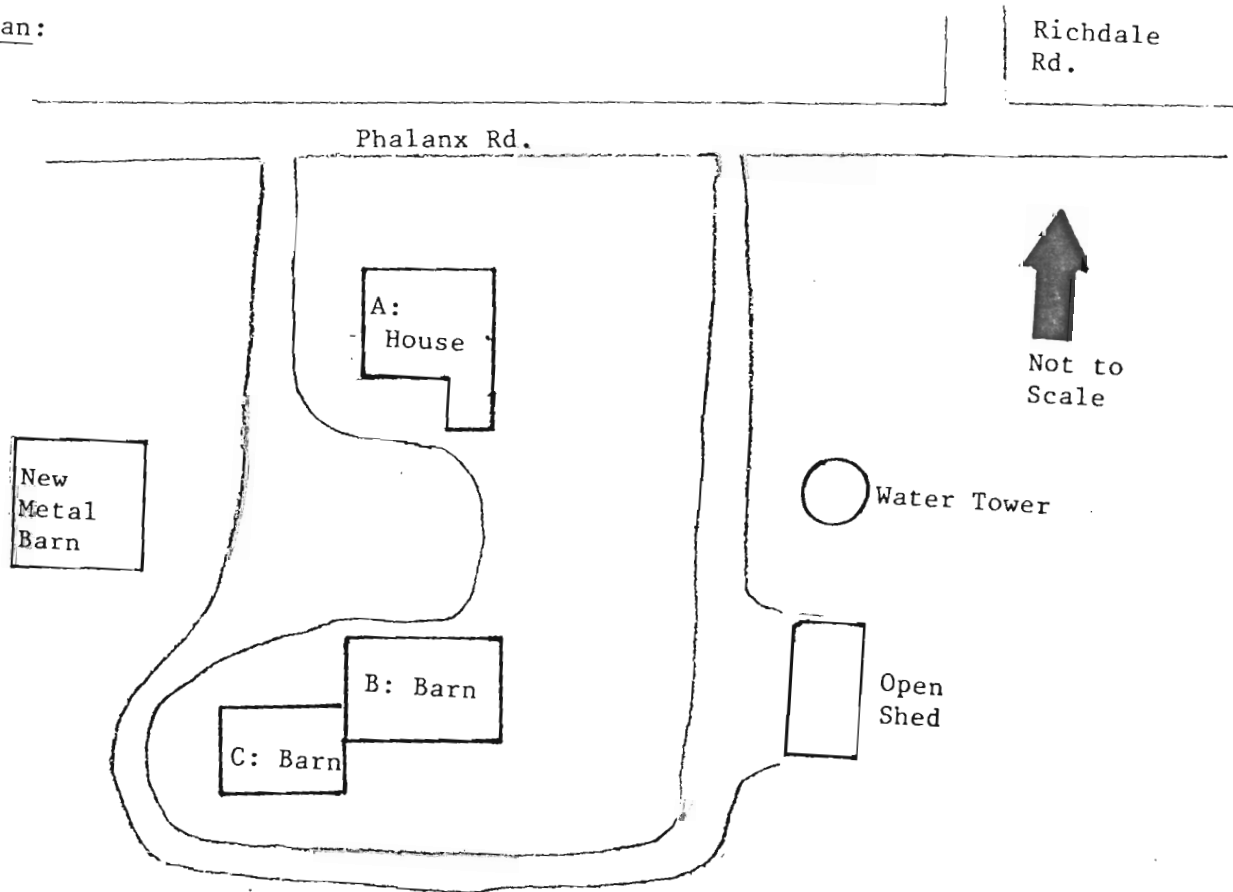 an:
Richdale
Rd.
Phalanx Rd.
A:
House
Not to
Scale
New
Metal
Barn
Water Tower
B: Barn
Open
Shed
C: Barn